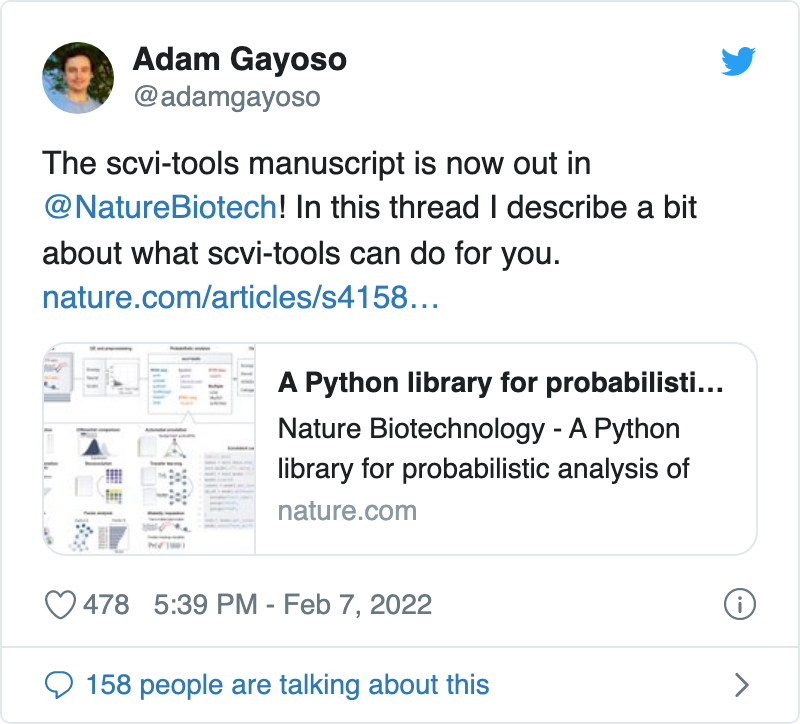 Adam Gayoso
@adamgayoso
The scvi-tools manuscript is now out in
@NatureBiotech! In this thread I describe a bit
about what scvi-tools can do for you.
nature.com/articles/s4158…
A Python library for probabilisti…
Nature Biotechnology - A Python
library for probabilistic analysis of
nature.com
478 5:39 PM - Feb 7, 2022
158 people are talking about this